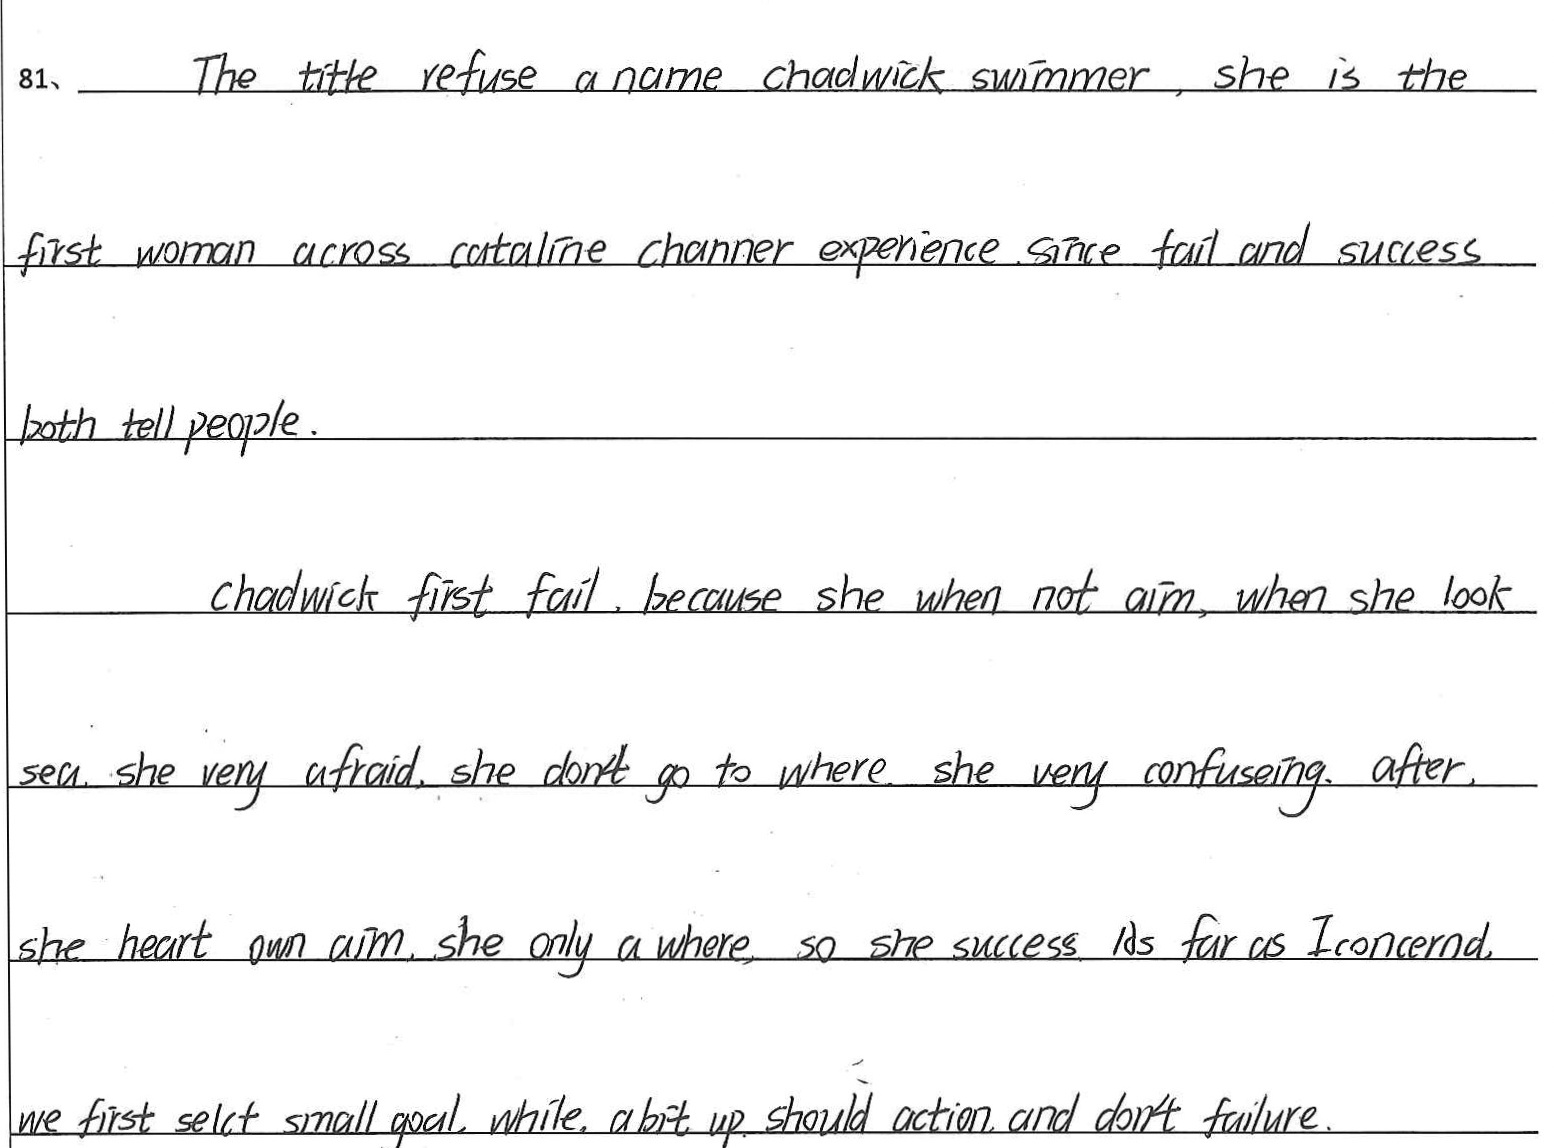 81、 The title refuse a name chadwick swimmer, she is the
first woman across cataline channer experience. since fail and success
both tell people.
chadwick first fail. because she when not aim, when she look
sea. she very afraid. she don't go to where. she very confuseing. after,
she heart own aim. she only a where, so she success. As far as I concernd,
we first selct small goal. while, a bit up. should action. and don't failure.